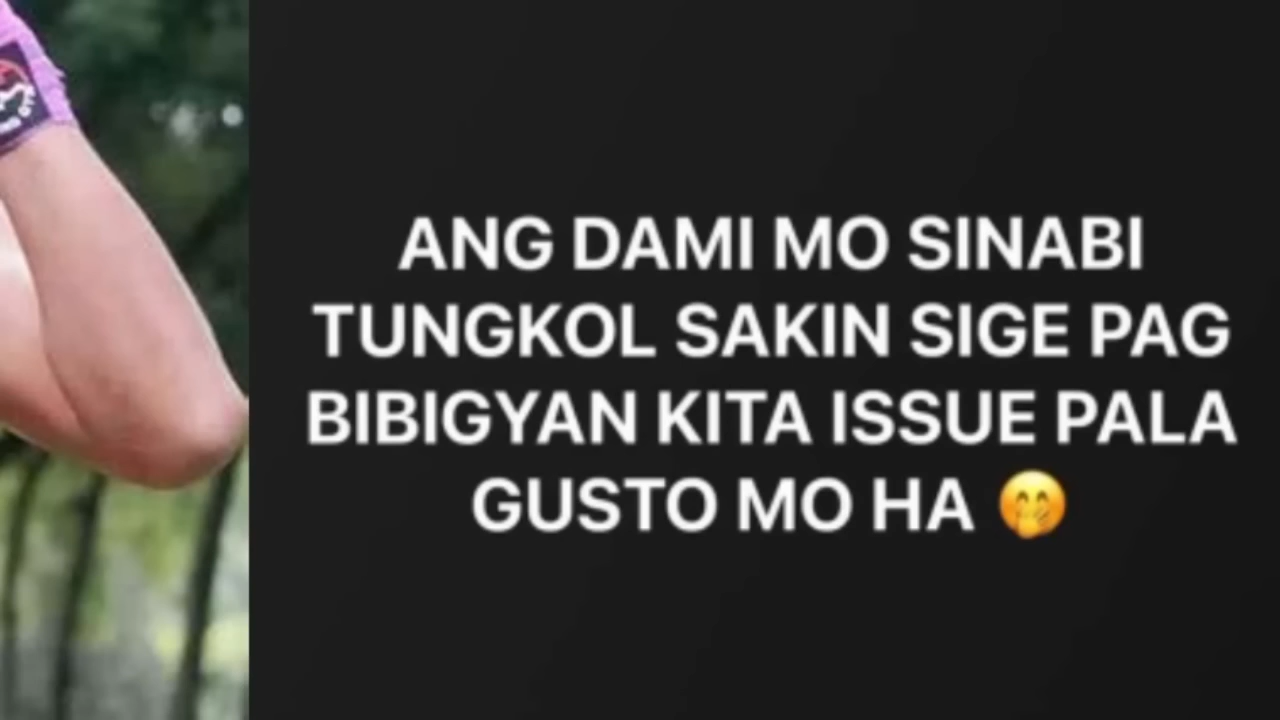 ANG DAMI MO SINABI
TUNGKOL SAKIN SIGE PAG
BIBIGYAN KITA ISSUE PALA
GUSTO MO HA 🤭